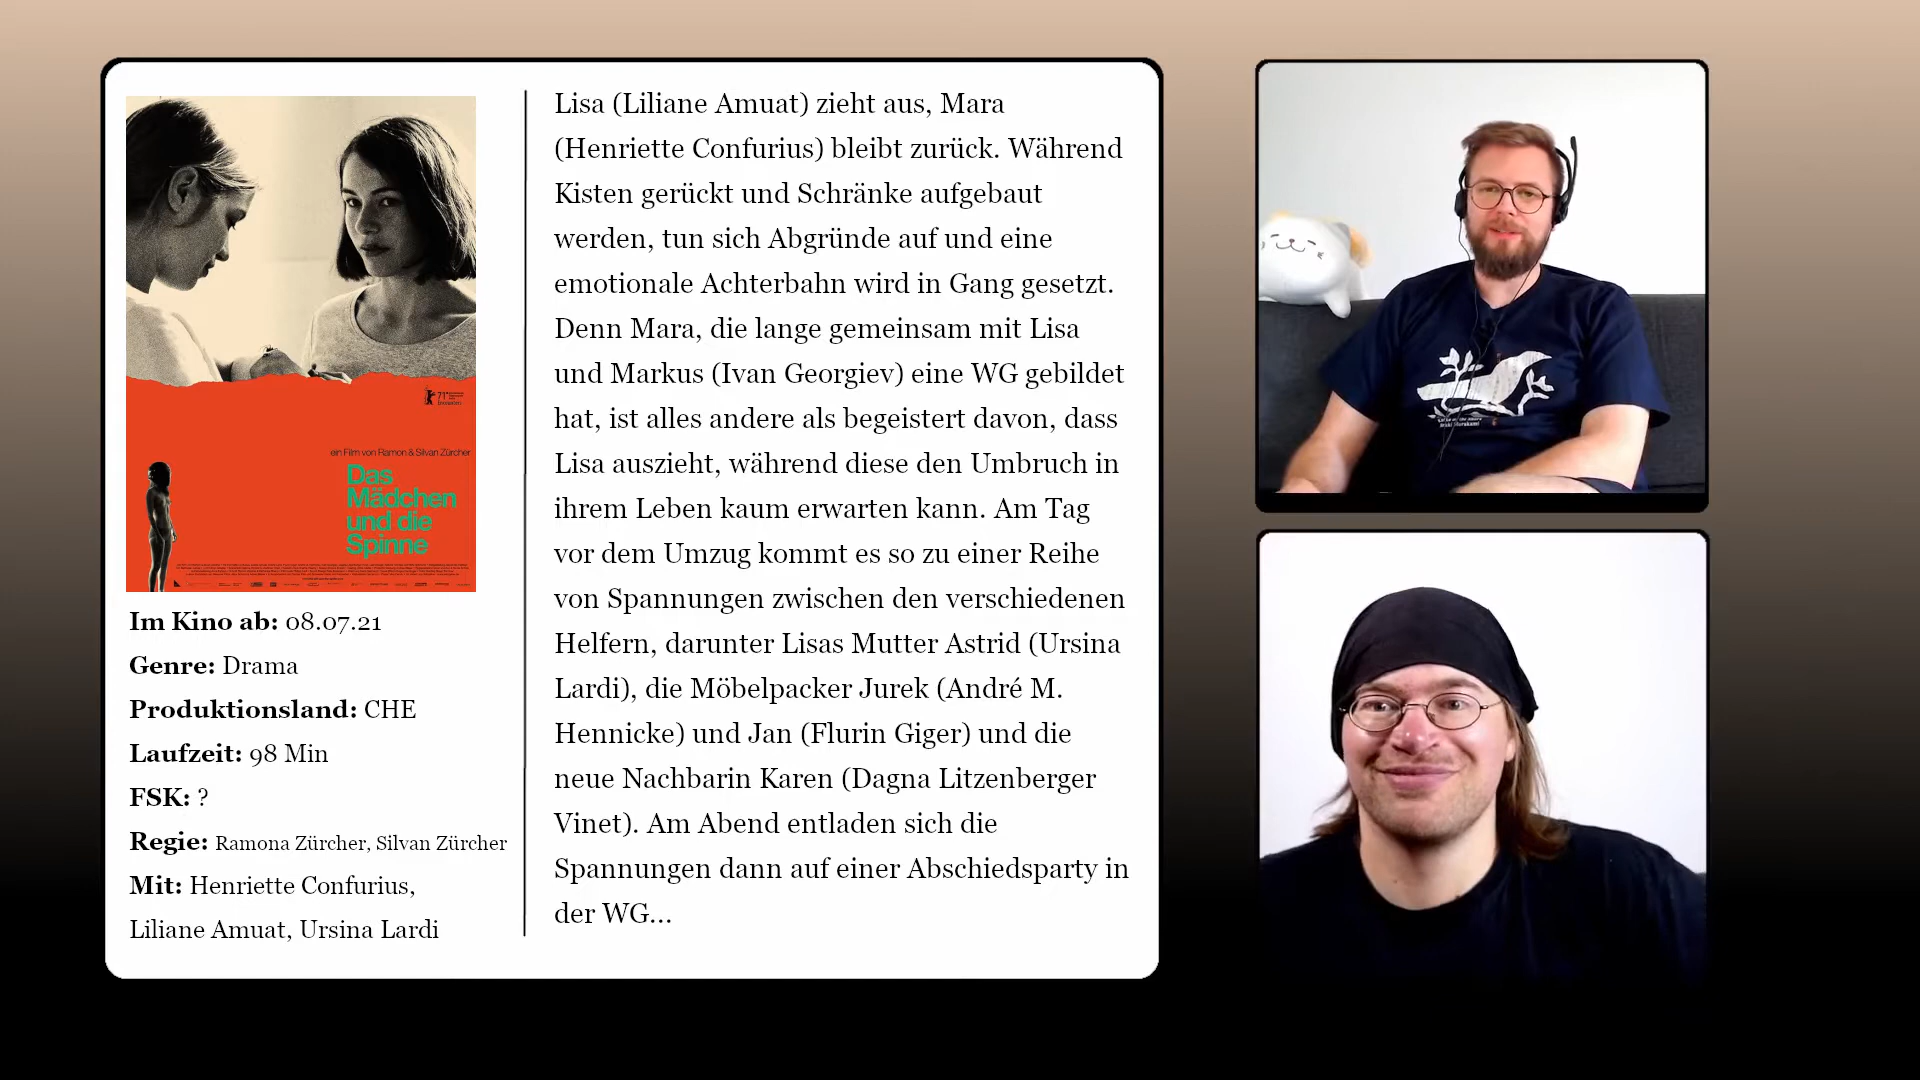 ein Film von Ramon & Silvan Zürcher
Das
Mädchen
und die
Spinne
Im Kino ab: 08.07.21
Genre: Drama
Produktionsland: CHE
Laufzeit: 98 Min
FSK: ?
Regie: Ramona Zürcher, Silvan Zürcher
Mit: Henriette Confurius,
Liliane Amuat, Ursina Lardi
Lisa (Liliane Amuat) zieht aus, Mara
(Henriette Confurius) bleibt zurück. Während
Kisten gerückt und Schränke aufgebaut
werden, tun sich Abgründe auf und eine
emotionale Achterbahn wird in Gang gesetzt.
Denn Mara, die lange gemeinsam mit Lisa
und Markus (Ivan Georgiev) eine WG gebildet
hat, ist alles andere als begeistert davon, dass
Lisa auszieht, während diese den Umbruch in
ihrem Leben kaum erwarten kann. Am Tag
vor dem Umzug kommt es so zu einer Reihe
von Spannungen zwischen den verschiedenen
Helfern, darunter Lisas Mutter Astrid (Ursina
Lardi), die Möbelpacker Jurek (André M.
Hennicke) und Jan (Flurin Giger) und die
neue Nachbarin Karen (Dagna Litzenberger
Vinet). Am Abend entladen sich die
Spannungen dann auf einer Abschiedsparty in
der WG...